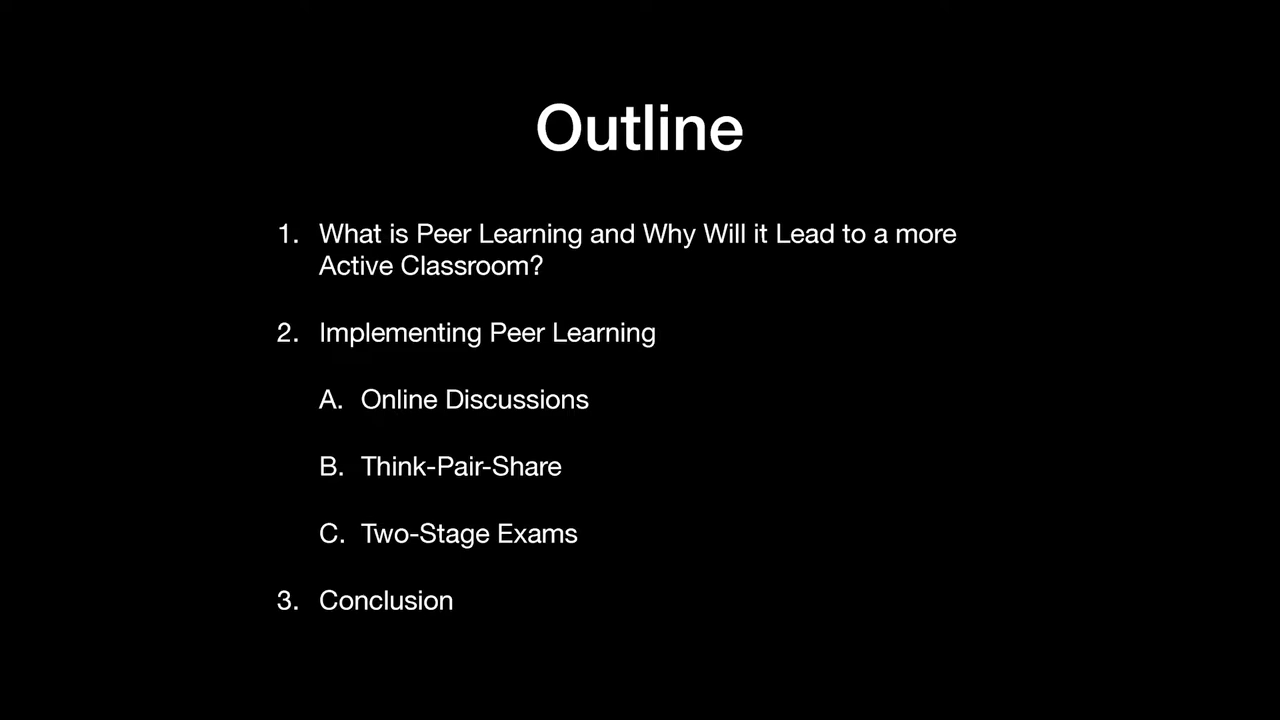 Outline
1. What is Peer Learning and Why Will it Lead to a more
Active Classroom?
2. Implementing Peer Learning
A. Online Discussions
B. Think-Pair-Share
C. Two-Stage Exams
3. Conclusion